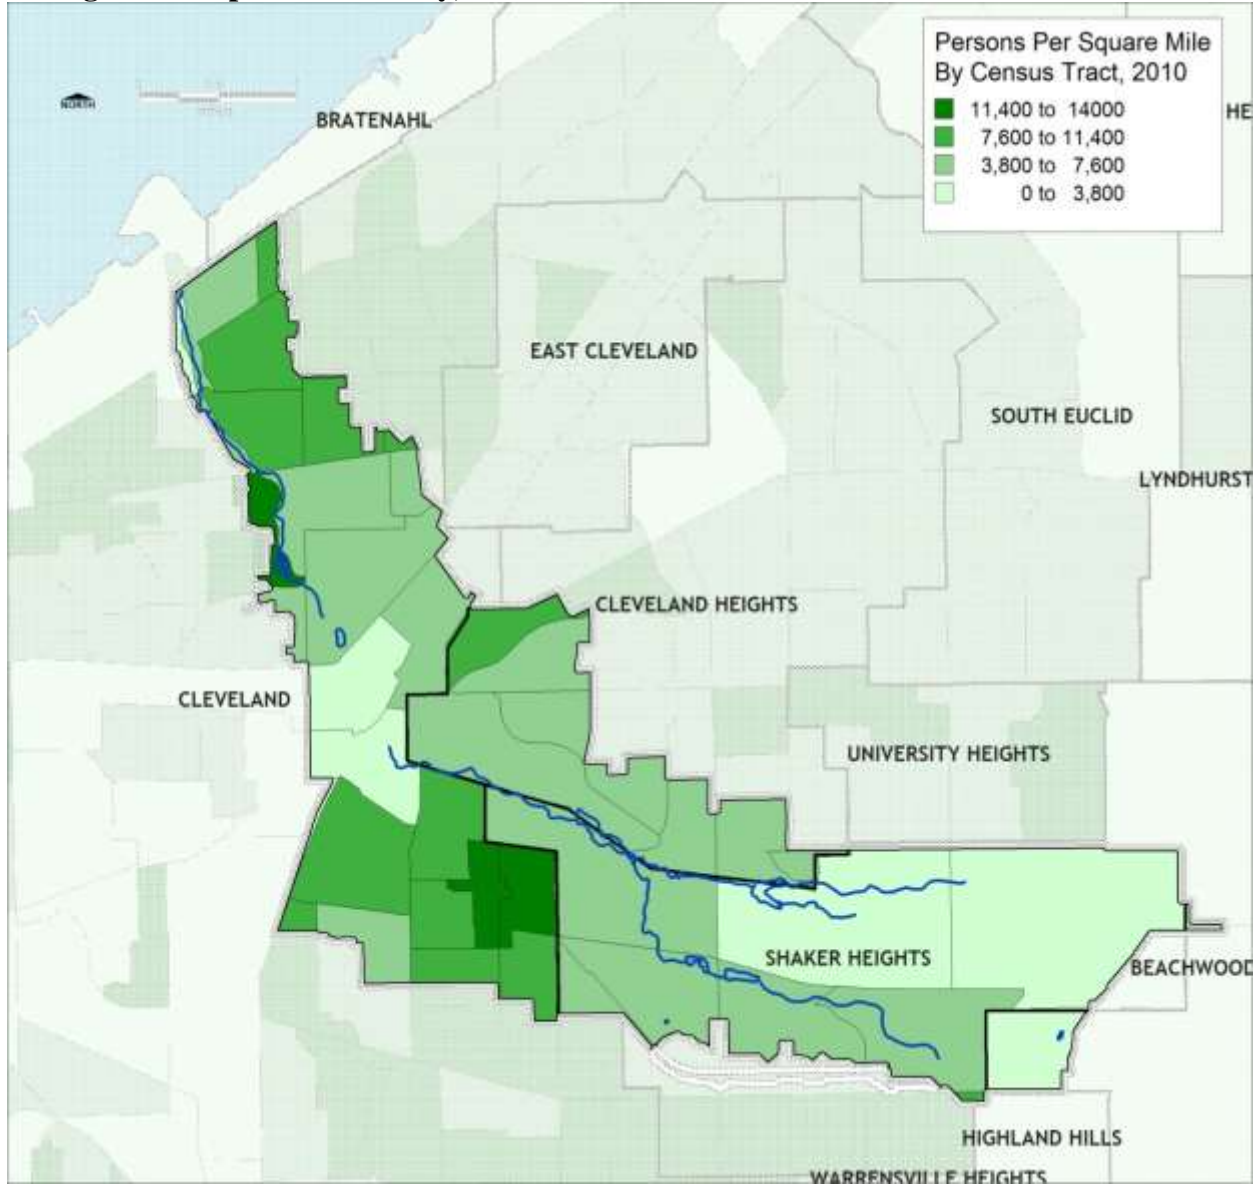 Persons Per Square Mile
By Census Tract, 2010
11,400 to 14000
7,600 to 11,400
3,800 to 7,600
0 to 3,800
NORTH
BRATENAHL
HE
EAST CLEVELAND
SOUTH EUCLID
LYNDHURST
CLEVELAND HEIGHTS
CLEVELAND
UNIVERSITY HEIGHTS
SHAKER HEIGHTS
BEACHWOOD
HIGHLAND HILLS
WARRENSVILLE HEIGHTS